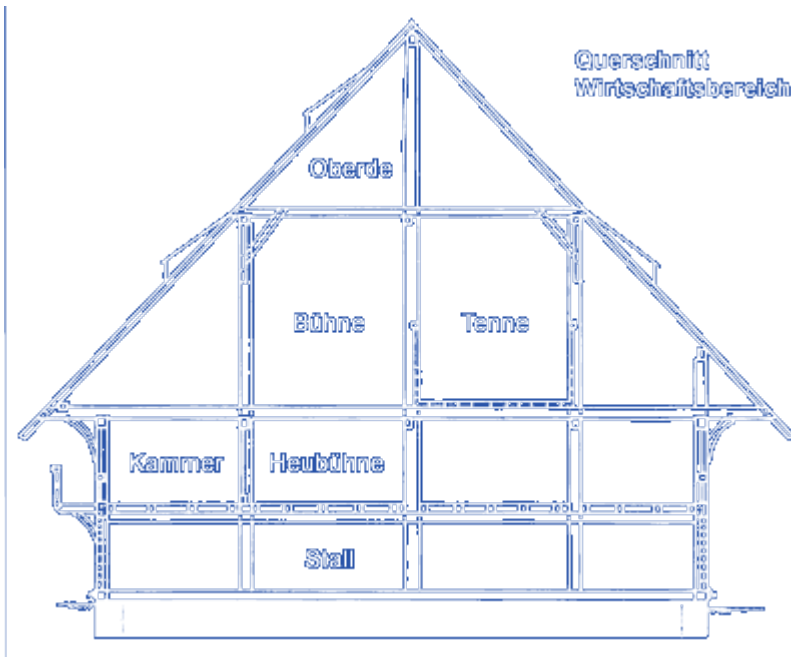 Querschnitt
Wirtschaftsbereich
Oberde
Bühne
Tenne
Kammer
Heubühne
Stall